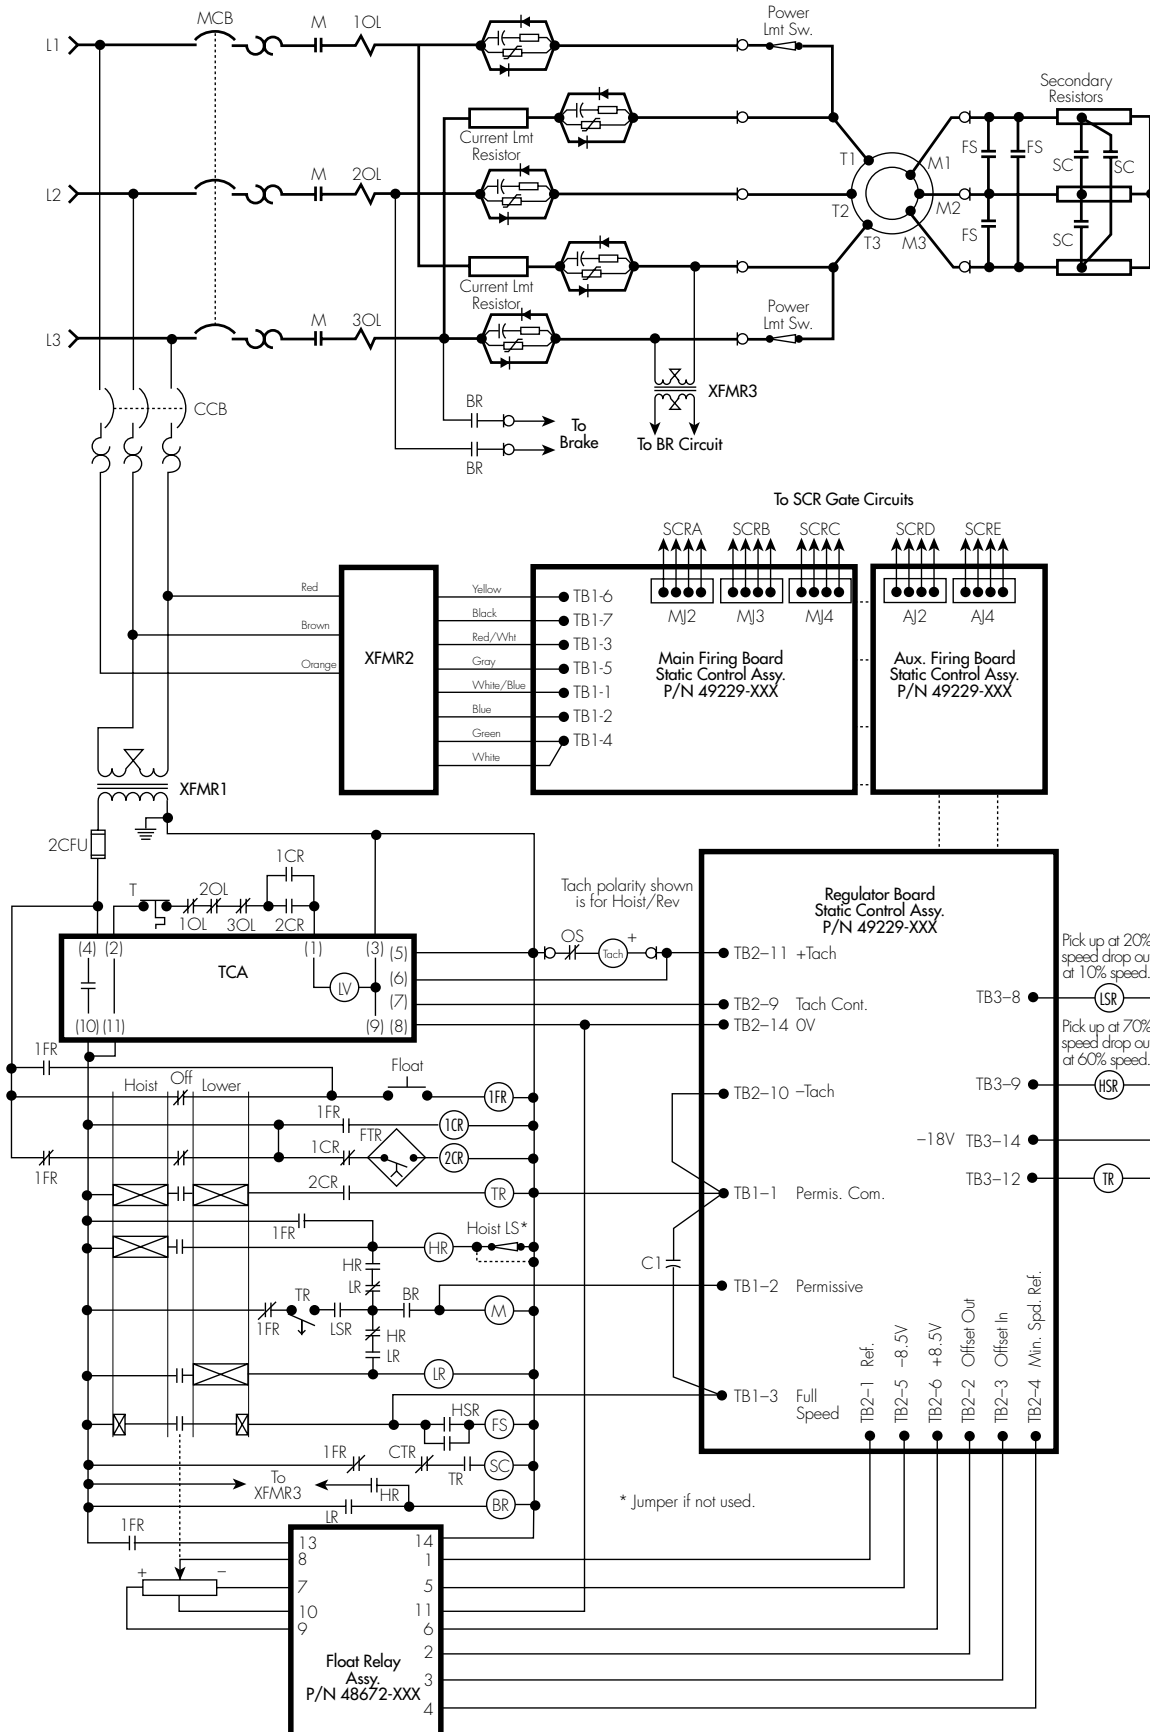 MCB
M
1OL
Power
Lmt Sw.
L1
Secondary
Resistors
Current Lmt
Resistor
T1
M1
FS
FS
SC
SC
M
2OL
L2
T2
M2
T3
M3
FS
SC
Current Lmt
Resistor
Power
Lmt Sw.
M
3OL
L3
XFMR3
CCB
BR
To
Brake
BR
To BR Circuit
To SCR Gate Circuits
SCRA
SCRB
SCRC
SCRD
SCRE
MJ2
MJ3
MJ4
AJ2
AJ4
Red
Brown
Orange
XFMR2
Yellow
Black
Red/Wht
Gray
White/Blue
Blue
Green
White
TB1-6
TB1-7
TB1-3
TB1-5
TB1-1
TB1-2
TB1-4
Main Firing Board
Static Control Assy.
P/N 49229-XXX
Aux. Firing Board
Static Control Assy.
P/N 49229-XXX
XFMR1
2CFU
1CR
T
2OL
1OL
3OL
2CR
(4)
(2)
(1)
(3)
(5)
TCA
(6)
LV
(7)
(10)
(11)
(9)
(8)
Tach polarity shown
is for Hoist/Rev
OS
Tach
+
Regulator Board
Static Control Assy.
P/N 49229-XXX
TB2-11 +Tach
TB2-9 Tach Cont.
TB2-14 0V
TB2-10 –Tach
TB1-1 Permis. Com.
TB1-2 Permissive
TB1-3 Full
Speed
C1
TB3-8
TB3-9
–18V TB3-14
TB3-12
Pick up at 20%
speed drop ou
at 10% speed.
LSR
Pick up at 70%
speed drop ou
at 60% speed.
HSR
TR
TB2–1 Ref.
TB2–5 –8.5V
TB2–6 +8.5V
TB2–2 Offset Out
TB2–3 Offset In
TB2–4 Min. Spd. Ref.
1FR
Hoist
Off
Lower
Float
1FR
1FR
1CR
FTR
1CR
2CR
1FR
2CR
TR
1FR
Hoist LS*
HR
HR
LR
TR
BR
M
1FR
LSR
HR
LR
LR
HSR
FS
1FR
CTR
TR
SC
To
XFMR3
HR
LR
BR
* Jumper if not used.
1FR
13
14
8
1
+
–
7
5
10
11
9
6
2
3
4
Float Relay
Assy.
P/N 48672-XXX